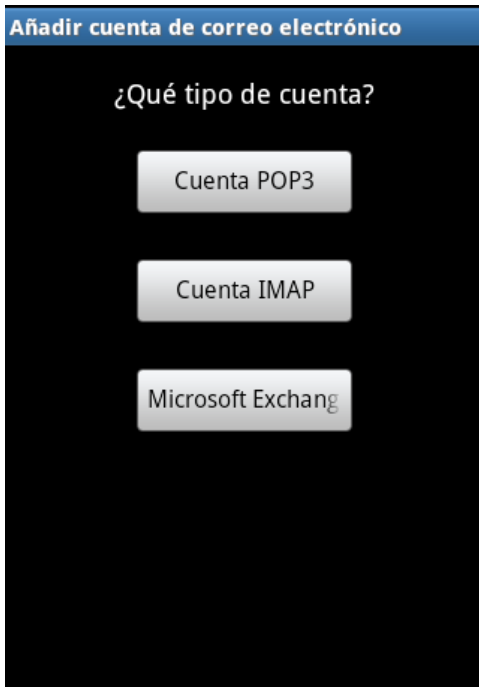 Añadir cuenta de correo electrónico
¿Qué tipo de cuenta?
Cuenta POP3
Cuenta IMAP
Microsoft Exchang